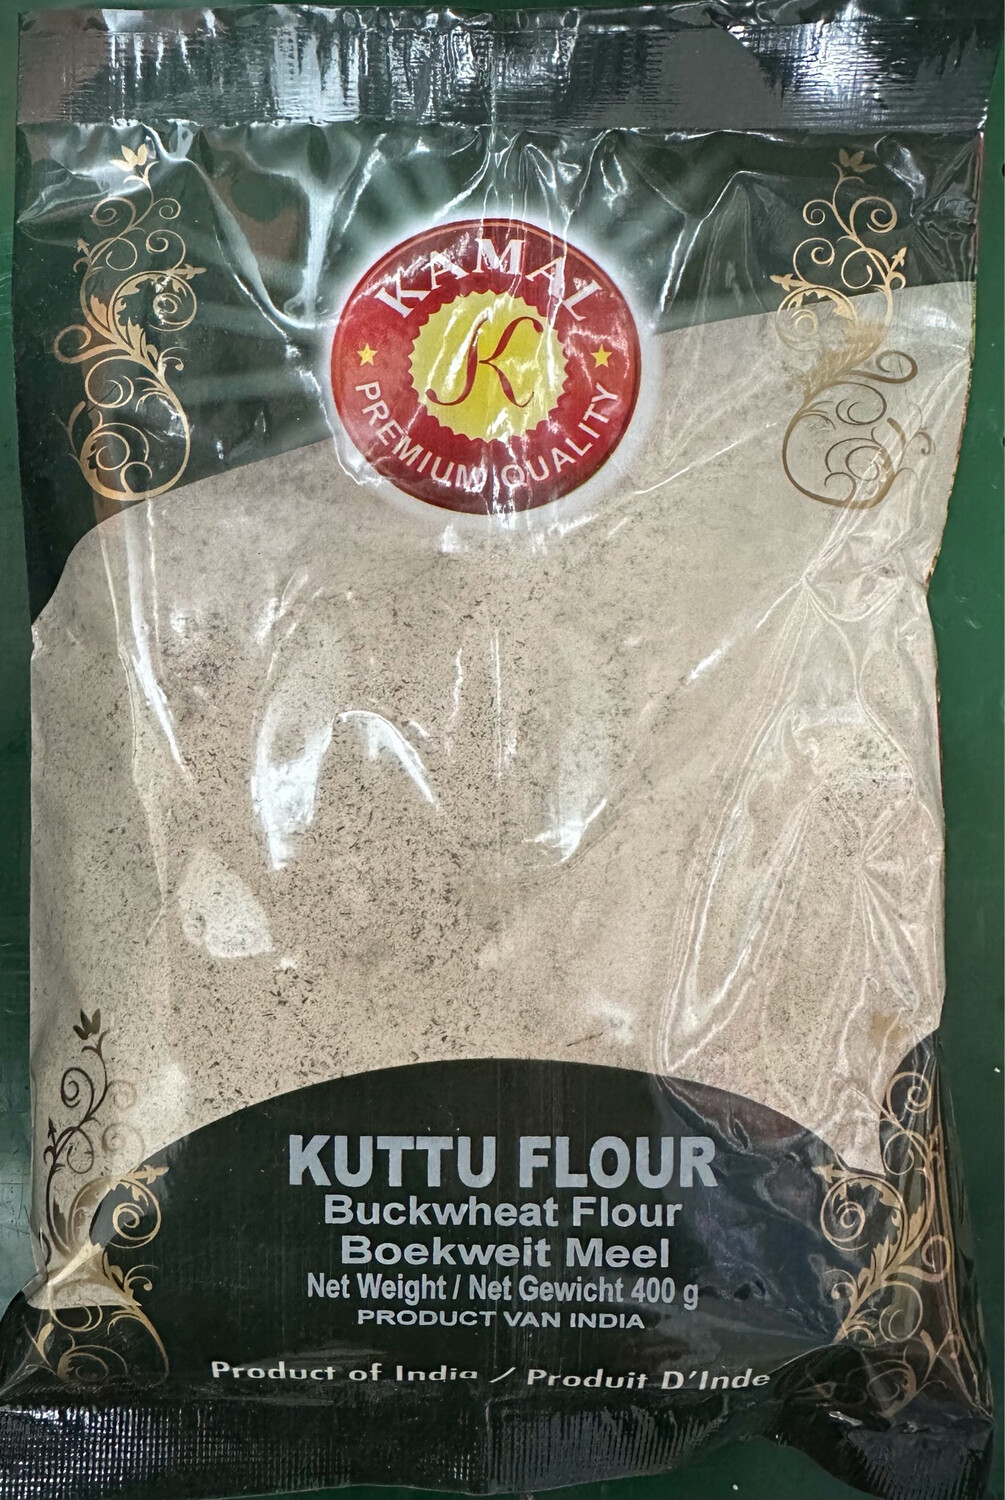 KAMAL
K
PREMIUM QUALITY
KUTTU FLOUR
Buckwheat Flour
Boekweit Meel
Net Weight / Net Gewicht 400 g
PRODUCT VAN INDIA
Product of India / Produit D'Inde